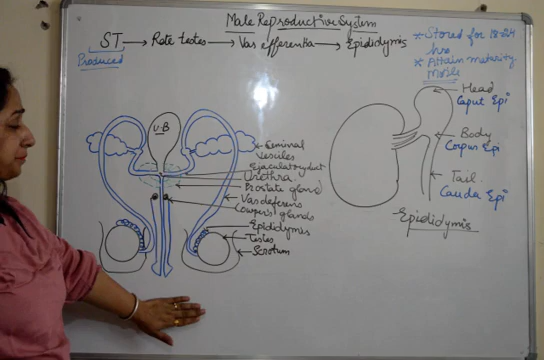 Male Reproductive System
ST → Rete testes → Vas efferentia → Epididymis
Produced
* Stored for 18-24 hrs
* Attain maturity
Motile
U.B
Seminal vesicles
Ejaculatory duct
Urethra
Prostate gland
Vas deferens
Cowper's glands
Epididymis
Testes
Scrotum
Head
Caput Epi
Body
Corpus Epi
Tail
Cauda Epi
Epididymis